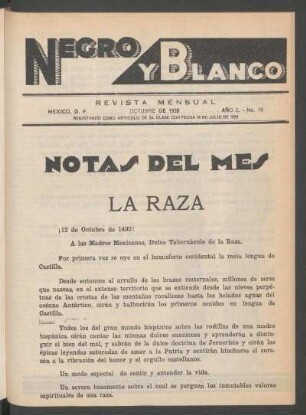 NEGRO
Y BLANCO
REVISTA MENSUAL
MEXICO, D. F. OCTUBRE DE 1935 AÑO 2.- No. 16
REGISTRADO COMO ARTICULO DE 2A. CLASE CON FECHA DE JULIO DE
NOTAS DEL MES
LA RAZA
¡12 de Octubre de 1492!
A las Madres Mexicanas, Dulce Tabernáculo de la Raza.
Por primera vez se oye en el hemisferio occidental la recia lengua de
Castilla.
Desde entonces al arrullo de los brazos maternales, millones de seres
que nazcan, en el extenso territorio que se extiende desde las nieves perpé-
tuas de las crestas de las montañas rocallosas hasta las heladas aguas del
océano Antártico, oirán y balbucirán los primeros sonidos en lengua de
Castilla.
Todos los del gran mundo hispánico sobre las rodillas de una madre
hispánica oirán cantar las mismas dulces canciones y aprenderán a distin-
guir el bien del mal, y sabrán de la dulce doctrina de Jesucristo y oirán las
épicas leyendas saturadas de amor a la Patria y sentirán hincharse el cora-
zón a la vibración del honor y el orgullo castellanos.
Un modo especial de sentir y entender la vida.
Un severo basamento sobre el cual se yerguen los inmutables valores
espirituales de una raza.